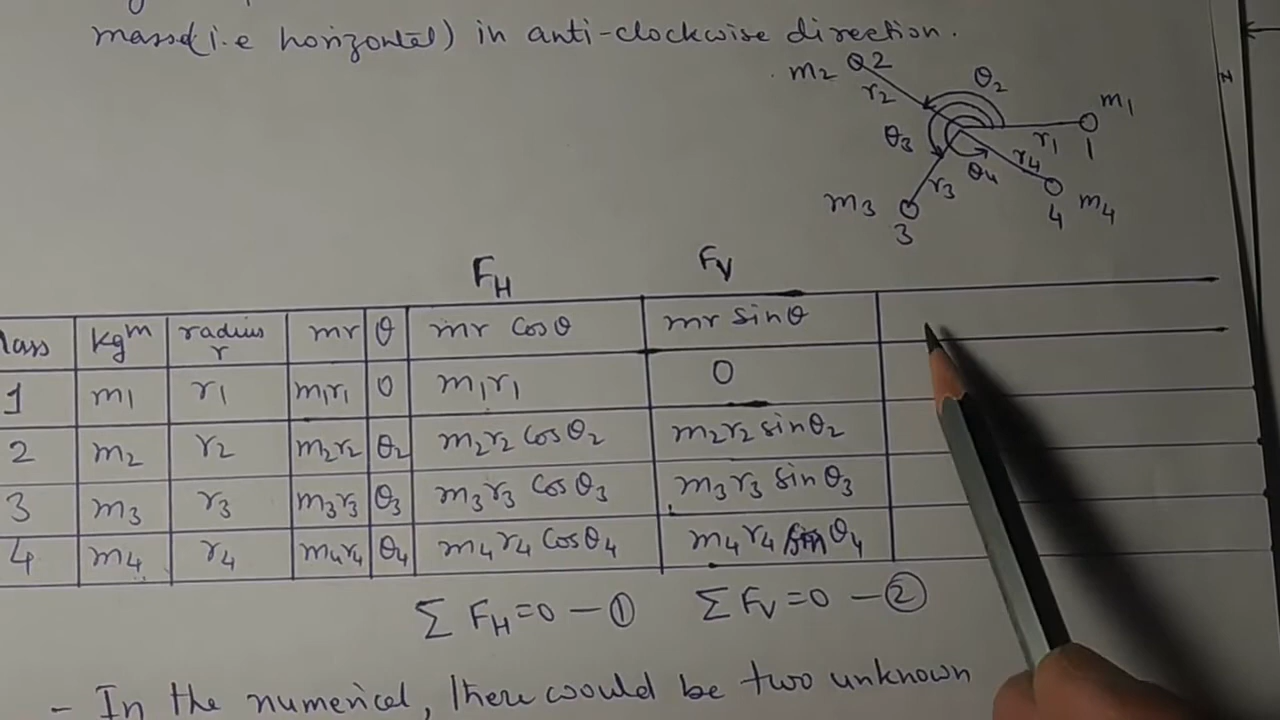 mass (i.e horizontal) in anti-clockwise direction.
m2 2 θ2 m1
r2
θ3 r1 1
r4
θ4
r3
m3 4 m4
3
FH FV
kg m radius r mr θ mr cosθ mr sinθ
1 m1 r1 m1r1 0 m1r1 0
2 m2 r2 m2r2 θ2 m2r2 cosθ2 m2r2 sinθ2
3 m3 r3 m3r3 θ3 m3r3 cosθ3 m3r3 sinθ3
4 m4 r4 m4r4 θ4 m4r4 cosθ4 m4r4 sinθ4
Σ FH=0 — ① Σ FV=0 — ②
- In the numerical, there would be two unknown